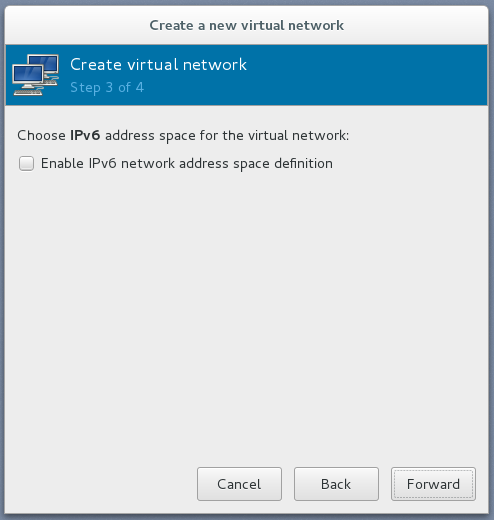 Create a new virtual network
Create virtual network
Step 3 of 4
Choose IPv6 address space for the virtual network:
Enable IPv6 network address space definition
Cancel Back Forward